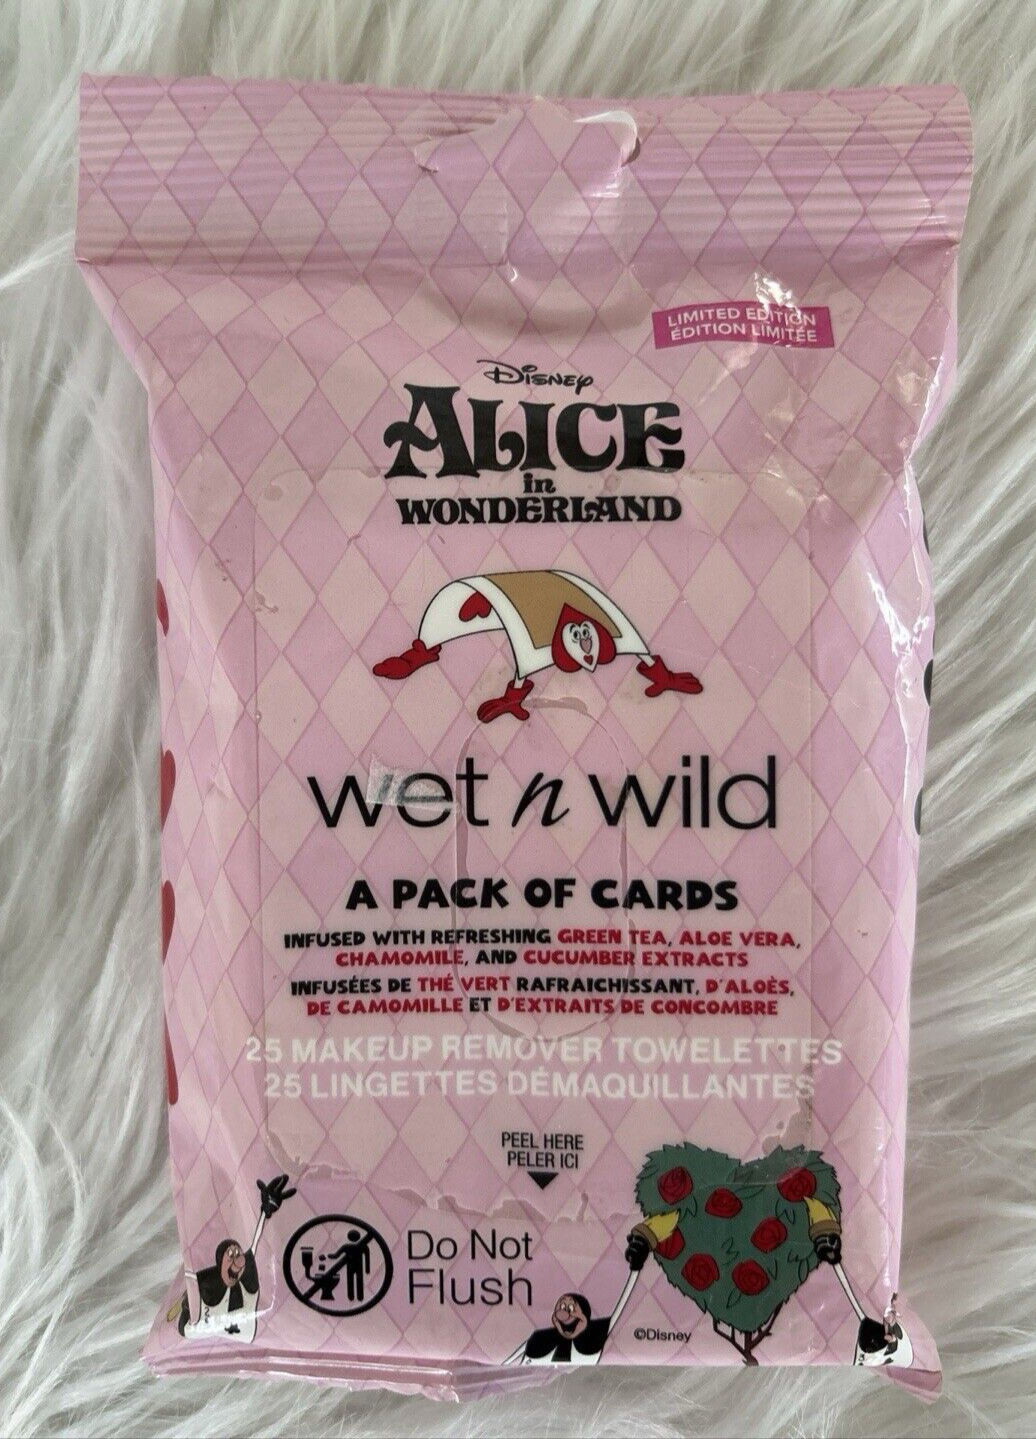 LIMITED EDITION
ÉDITION LIMITÉE
Disney
ALICE
in
WONDERLAND
wet n wild
A PACK OF CARDS
INFUSED WITH REFRESHING GREEN TEA, ALOE VERA,
CHAMOMILE, AND CUCUMBER EXTRACTS
INFUSÉES DE THÉ VERT RAFRAICHISSANT, D'ALOÈS,
DE CAMOMILLE ET D'EXTRAITS DE CONCOMBRE
25 MAKEUP REMOVER TOWELETTES
25 LINGETTES DÉMAQUILLANTES
PEEL HERE
PELER ICI
Do Not
Flush
©Disney